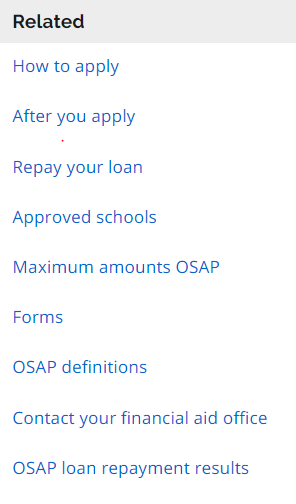 Related
How to apply
After you apply
Repay your loan
Approved schools
Maximum amounts OSAP
Forms
OSAP definitions
Contact your financial aid office
OSAP loan repayment results